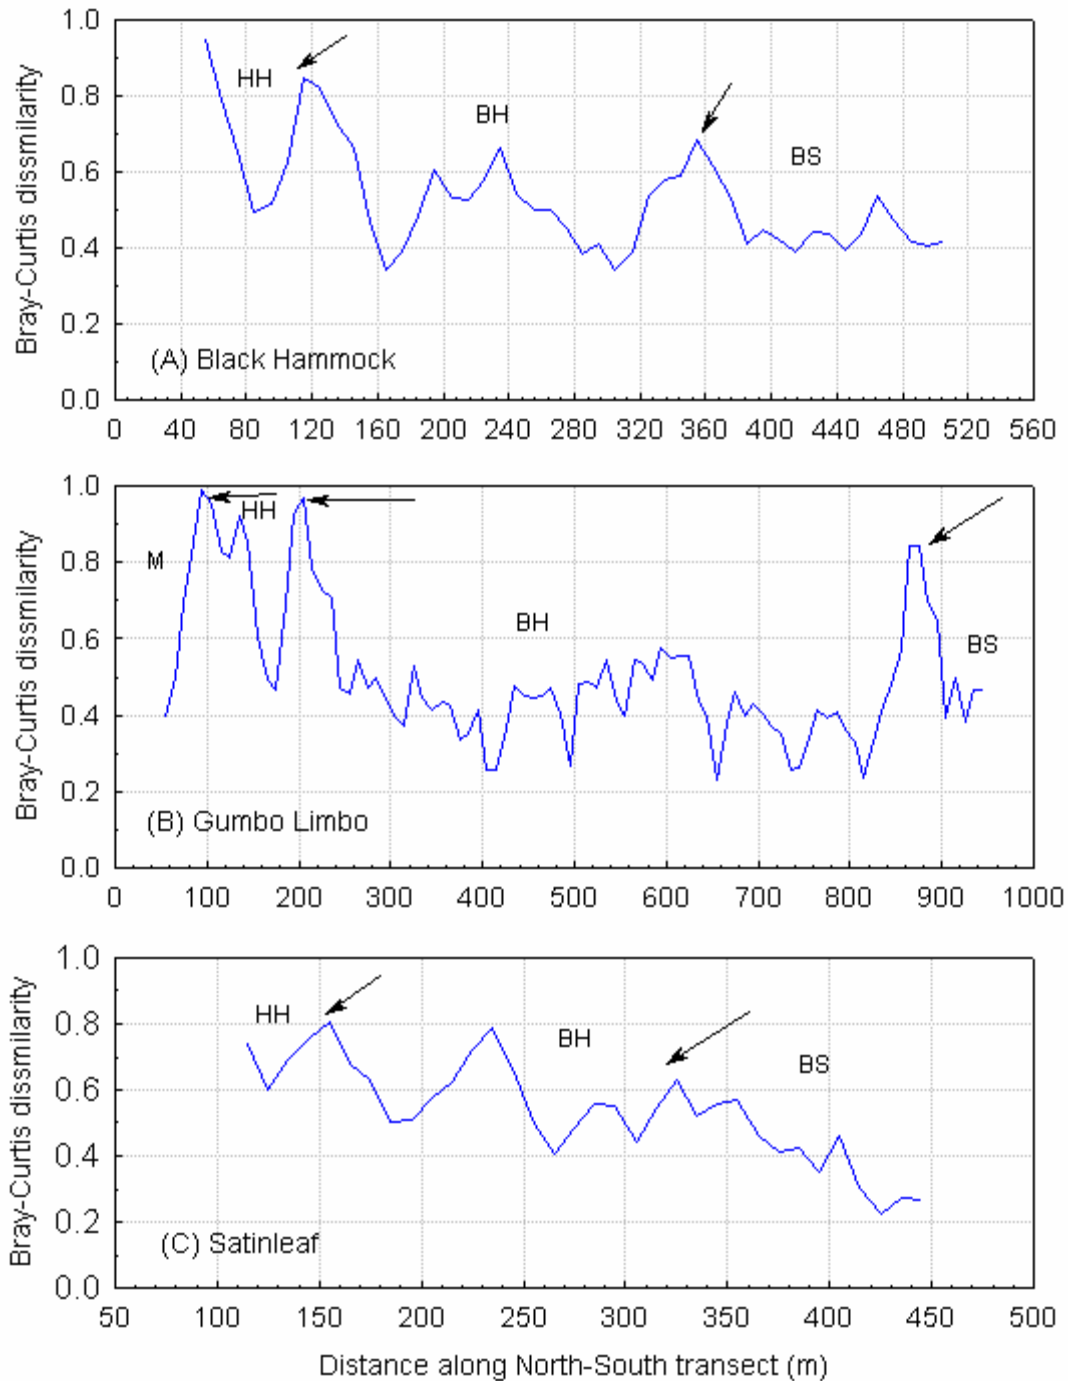 1.0
0.8
0.6
0.4
0.2
0.0
Bray-Curtis dissmilarity
HH
BH
BS
(A) Black Hammock
0 40 80 120 160 200 240 280 320 360 400 440 480 520 560
1.0
0.8
0.6
0.4
0.2
0.0
Bray-Curtis dissmilarity
M
HH
BH
BS
(B) Gumbo Limbo
0 100 200 300 400 500 600 700 800 900 1000
1.0
0.8
0.6
0.4
0.2
0.0
Bray-Curtis dissmilarity
HH
BH
BS
(C) Satinleaf
50 100 150 200 250 300 350 400 450 500
Distance along North-South transect (m)